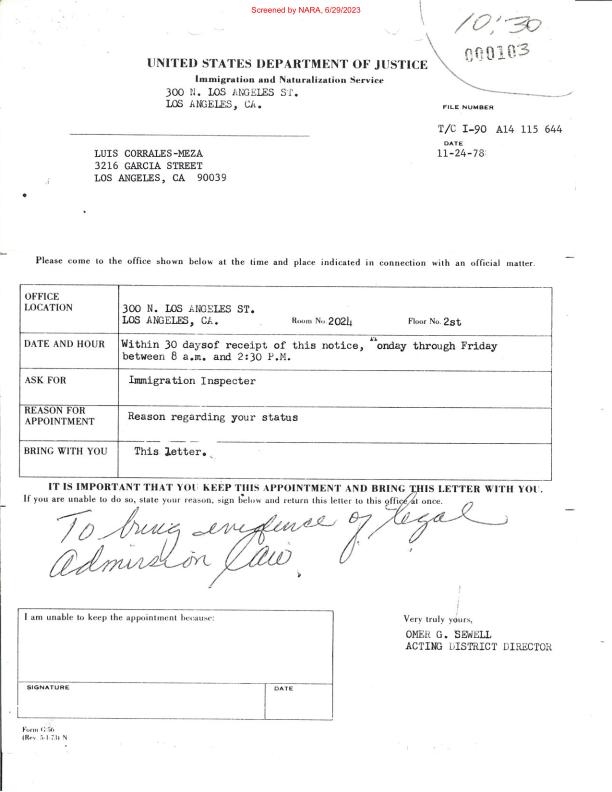 Screened by NARA, 6/29/2023
10:30
000103
UNITED STATES DEPARTMENT OF JUSTICE
Immigration and Naturalization Service
300 N. LOS ANGELES ST.
LOS ANGELES, CA.
FILE NUMBER
T/C I-90 A14 115 644
DATE
11-24-78
LUIS CORRALES-MEZA
3216 GARCIA STREET
LOS ANGELES, CA 90039
Please come to the office shown below at the time and place indicated in connection with an official matter.
OFFICE LOCATION
300 N. LOS ANGELES ST.
LOS ANGELES, CA. Room No. 2024 Floor No. 2st
DATE AND HOUR
Within 30 daysof receipt of this notice, Monday through Friday
between 8 a.m. and 2:30 P.M.
ASK FOR
Immigration Inspecter
REASON FOR APPOINTMENT
Reason regarding your status
BRING WITH YOU
This letter.
IT IS IMPORTANT THAT YOU KEEP THIS APPOINTMENT AND BRING THIS LETTER WITH YOU.
If you are unable to do so, state your reason, sign below and return this letter to this office at once.
To bring evidence of legal
Admission
I am unable to keep the appointment because:
SIGNATURE
DATE
Very truly yours,
OMER G. SEWELL
ACTING DISTRICT DIRECTOR
Form G-56
(Rev. 5-1-73) N